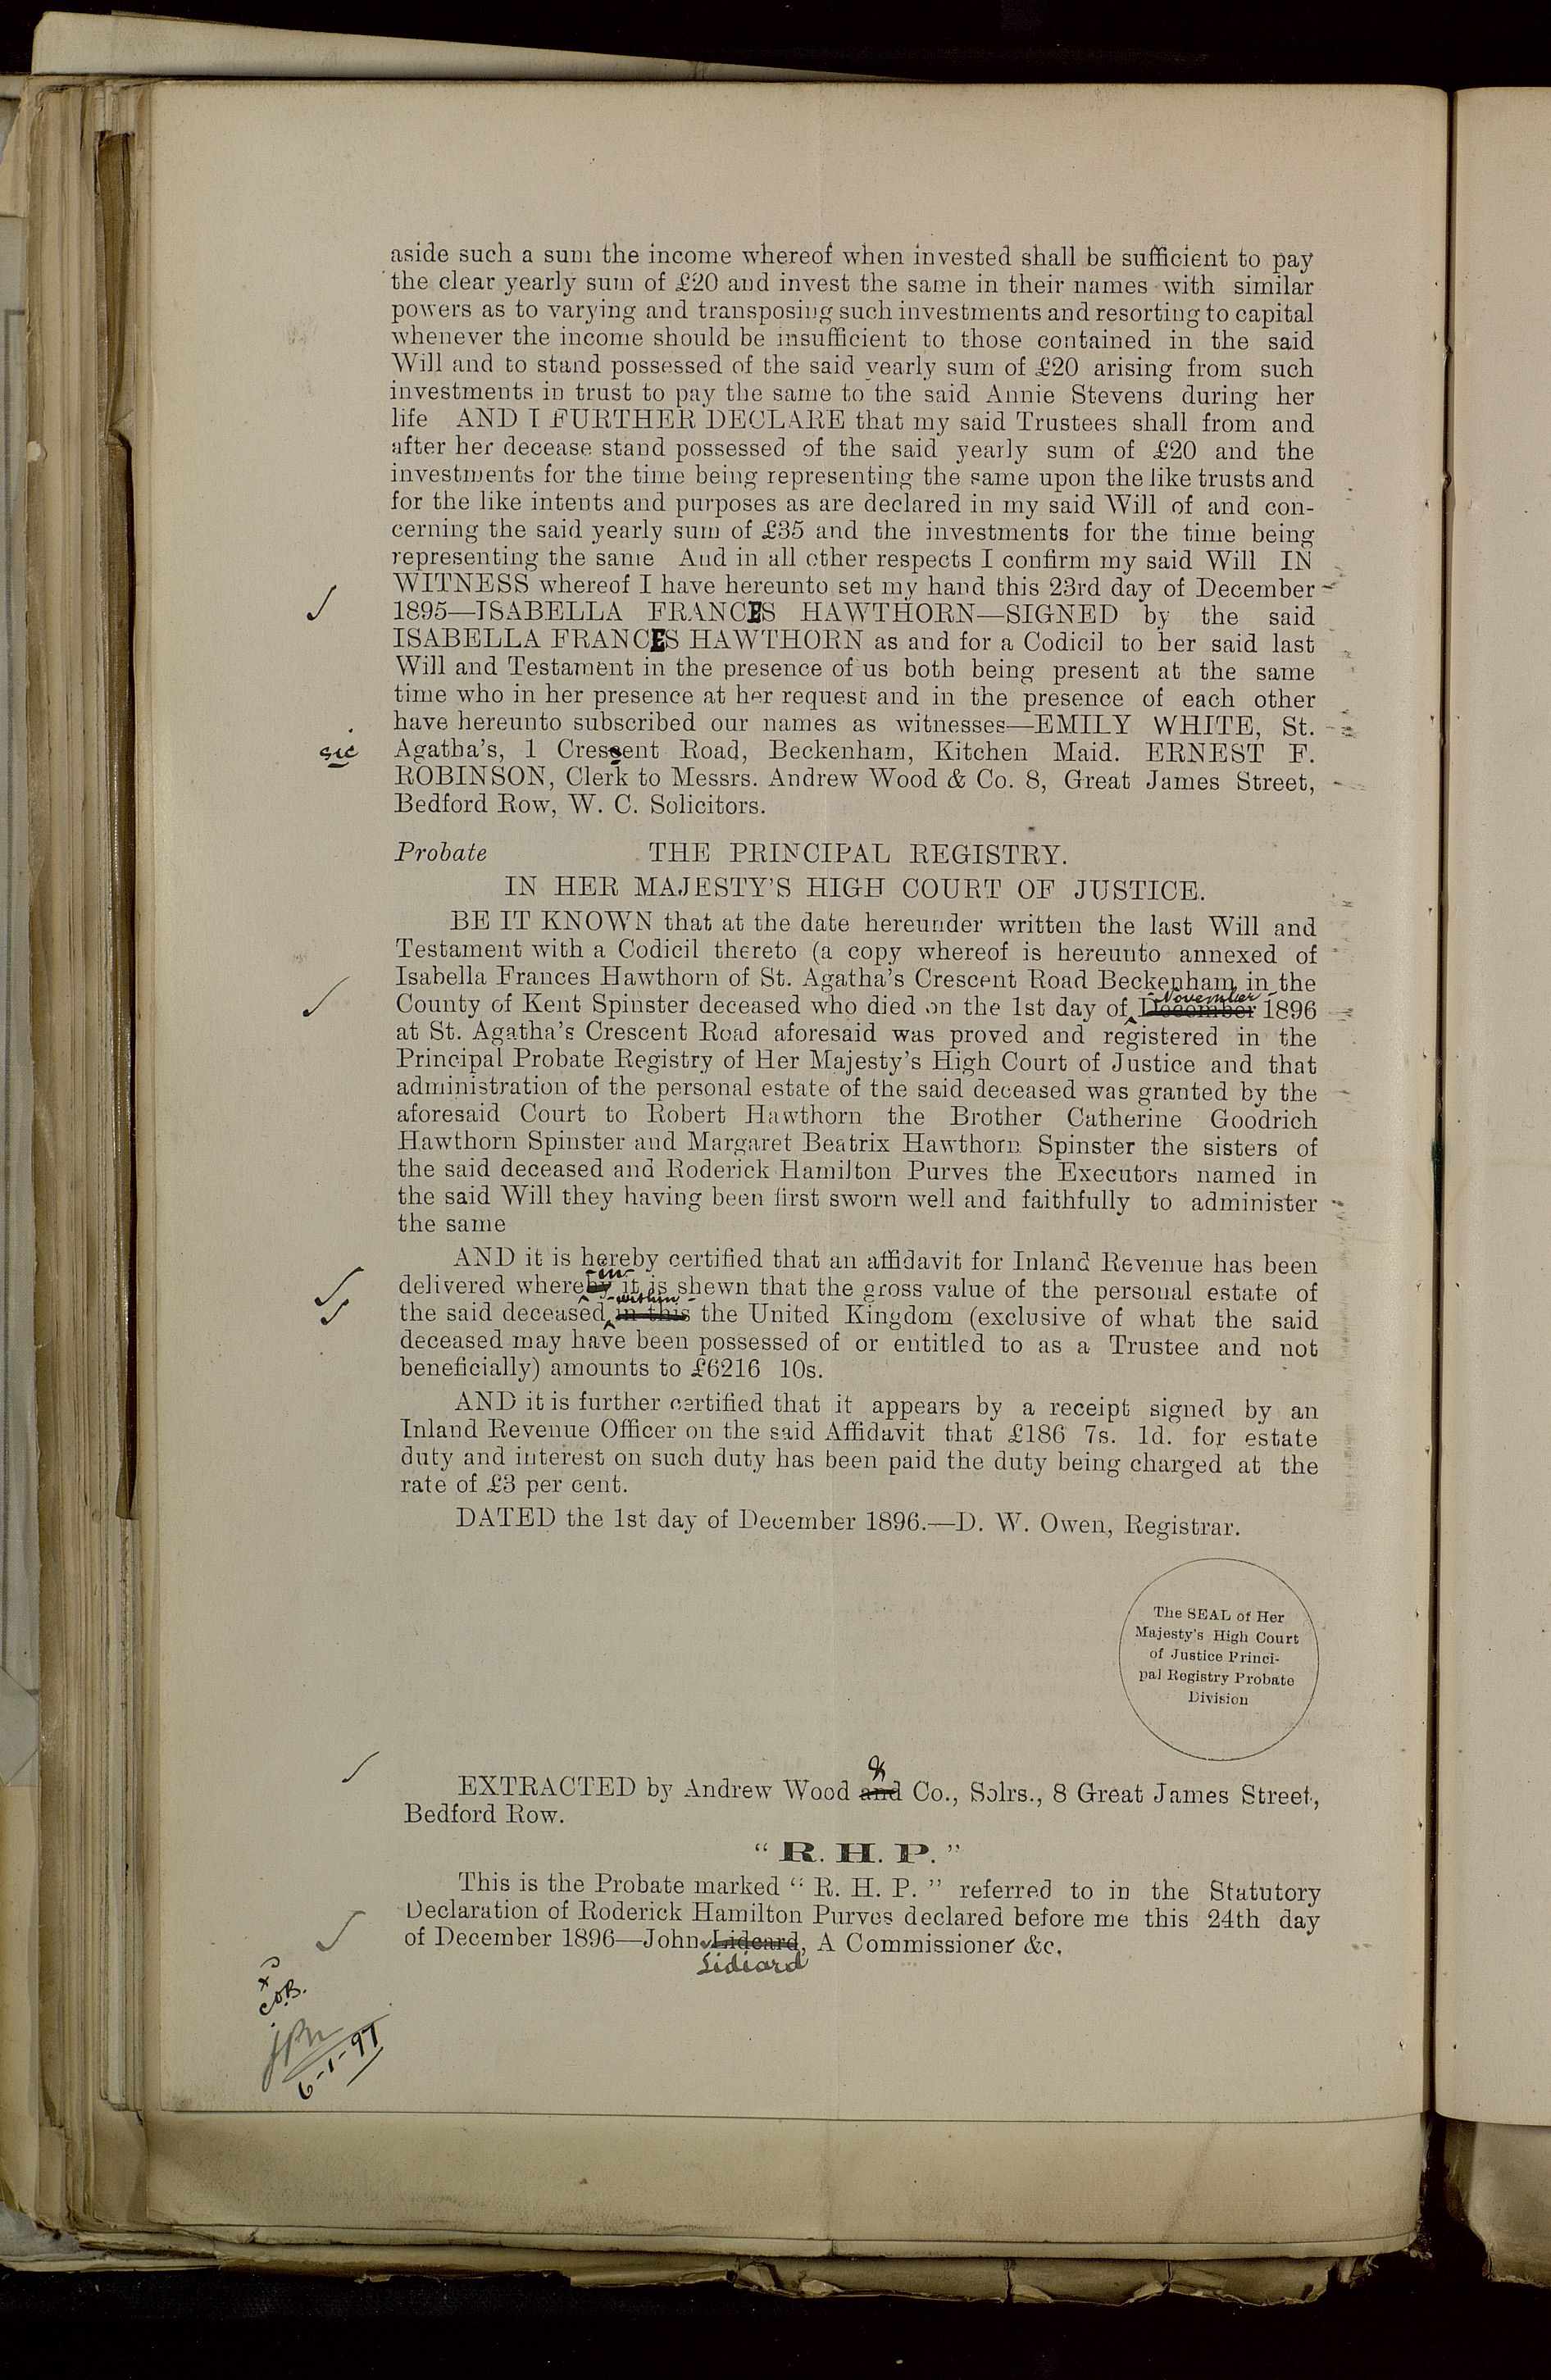 aside such a sum the income whereof when invested shall be sufficient to pay
the clear yearly sum of £20 and invest the same in their names with similar
powers as to varying and transposing such investments and resorting to capital
whenever the income should be insufficient to those contained in the said
Will and to stand possessed of the said yearly sum of £20 arising from such
investments in trust to pay the same to the said Annie Stevens during her
life AND I FURTHER DECLARE that my said Trustees shall from and
after her decease stand possessed of the said yearly sum of £20 and the
investments for the time being representing the same upon the like trusts and
for the like intents and purposes as are declared in my said Will of and con-
cerning the said yearly sum of £35 and the investments for the time being
representing the same And in all other respects I confirm my said Will IN
WITNESS whereof I have hereunto set my hand this 23rd day of December
1895—ISABELLA FRANCES HAWTHORN—SIGNED by the said
ISABELLA FRANCES HAWTHORN as and for a Codicil to her said last
Will and Testament in the presence of us both being present at the same
time who in her presence at her request and in the presence of each other
have hereunto subscribed our names as witnesses—EMILY WHITE, St.
sic Agatha's, 1 Cressent Road, Beckenham, Kitchen Maid. ERNEST F.
ROBINSON, Clerk to Messrs. Andrew Wood & Co. 8, Great James Street,
Bedford Row, W. C. Solicitors.
Probate THE PRINCIPAL REGISTRY.
IN HER MAJESTY'S HIGH COURT OF JUSTICE.
BE IT KNOWN that at the date hereunder written the last Will and
Testament with a Codicil thereto (a copy whereof is hereunto annexed of
Isabella Frances Hawthorn of St. Agatha's Crescent Road Beckenham in the
November
County of Kent Spinster deceased who died on the 1st day of December 1896
at St. Agatha's Crescent Road aforesaid was proved and registered in the
Principal Probate Registry of Her Majesty's High Court of Justice and that
administration of the personal estate of the said deceased was granted by the
aforesaid Court to Robert Hawthorn the Brother Catherine Goodrich
Hawthorn Spinster and Margaret Beatrix Hawthorn Spinster the sisters of
the said deceased and Roderick Hamilton Purves the Executors named in
the said Will they having been first sworn well and faithfully to administer
the same
AND it is hereby certified that an affidavit for Inland Revenue has been
in
delivered whereby it is shewn that the gross value of the personal estate of
within
the said deceased in this the United Kingdom (exclusive of what the said
deceased may have been possessed of or entitled to as a Trustee and not
beneficially) amounts to £6216 10s.
AND it is further certified that it appears by a receipt signed by an
Inland Revenue Officer on the said Affidavit that £186 7s. 1d. for estate
duty and interest on such duty has been paid the duty being charged at the
rate of £3 per cent.
DATED the 1st day of December 1896.—D. W. Owen, Registrar.
The SEAL of Her
Majesty's High Court
of Justice Princi-
pal Registry Probate
Division
&
EXTRACTED by Andrew Wood and Co., Solrs., 8 Great James Street,
Bedford Row.
"R. H. P."
This is the Probate marked "R. H. P." referred to in the Statutory
Declaration of Roderick Hamilton Purves declared before me this 24th day
of December 1896—John Lideard, A Commissioner &c.
Lidiard
6-1-97